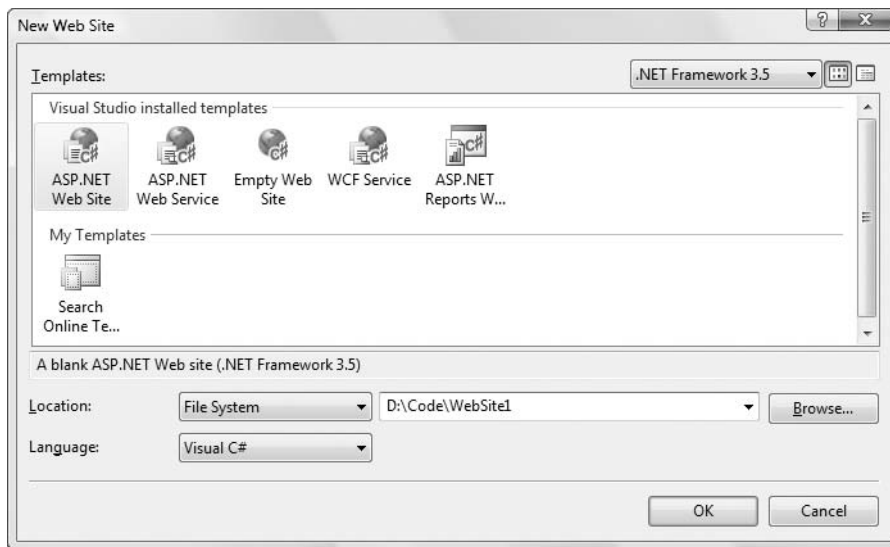 New Web Site
Templates:
.NET Framework 3.5
Visual Studio installed templates
ASP.NET Web Site
ASP.NET Web Service
Empty Web Site
WCF Service
ASP.NET Reports W...
My Templates
Search Online Te...
A blank ASP.NET Web site (.NET Framework 3.5)
Location:
File System
D:\Code\WebSite1
Browse...
Language:
Visual C#
OK
Cancel